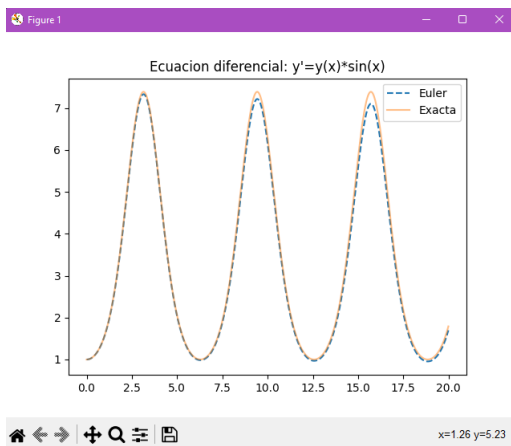 Figure 1
Ecuacion diferencial: y'=y(x)*sin(x)
Euler
Exacta
7
6
5
4
3
2
1
0.0 2.5 5.0 7.5 10.0 12.5 15.0 17.5 20.0
x=1.26 y=5.23